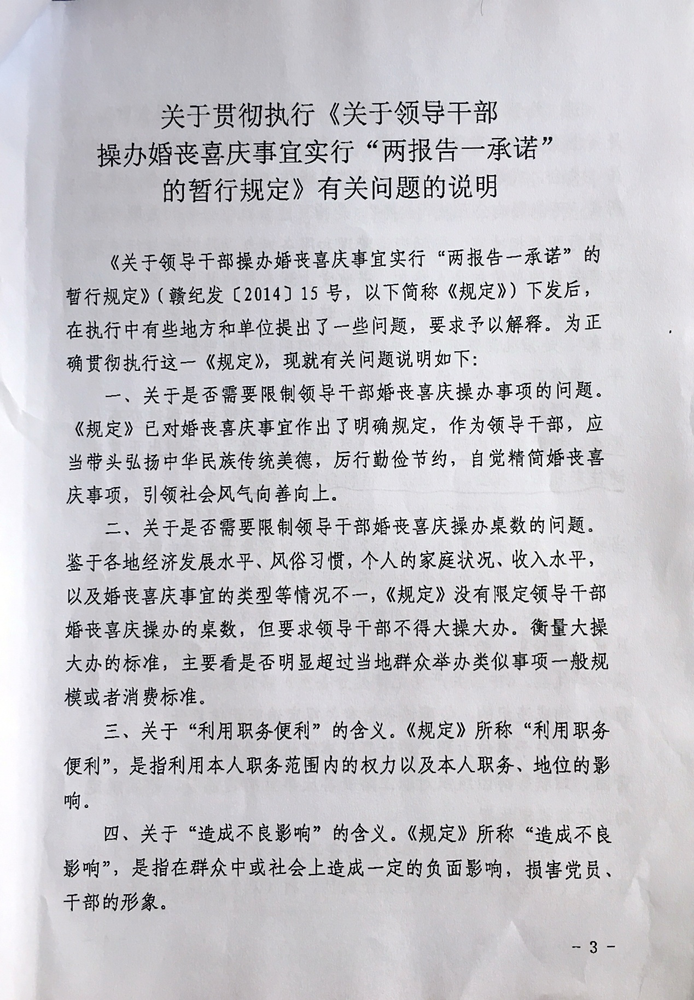 关于贯彻执行《关于领导干部
操办婚丧喜庆事宜实行“两报告一承诺”
的暂行规定》有关问题的说明
《关于领导干部操办婚丧喜庆事宜实行“两报告一承诺”的
暂行规定》（赣纪发〔2014〕15号，以下简称《规定》）下发后，
在执行中有些地方和单位提出了一些问题，要求予以解释。为正
确贯彻执行这一《规定》，现就有关问题说明如下：
一、关于是否需要限制领导干部婚丧喜庆操办事项的问题。
《规定》已对婚丧喜庆事宜作出了明确规定，作为领导干部，应
当带头弘扬中华民族传统美德，厉行勤俭节约，自觉精简婚丧喜
庆事项，引领社会风气向善向上。
二、关于是否需要限制领导干部婚丧喜庆操办桌数的问题。
鉴于各地经济发展水平、风俗习惯，个人的家庭状况、收入水平，
以及婚丧喜庆事宜的类型等情况不一，《规定》没有限定领导干部
婚丧喜庆操办的桌数，但要求领导干部不得大操大办。衡量大操
大办的标准，主要看是否明显超过当地群众举办类似事项一般规
模或者消费标准。
三、关于“利用职务便利”的含义。《规定》所称“利用职务
便利”，是指利用本人职务范围内的权力以及本人职务、地位的影
响。
四、关于“造成不良影响”的含义。《规定》所称“造成不良
影响”，是指在群众中或社会上造成一定的负面影响，损害党员、
干部的形象。
- 3 -